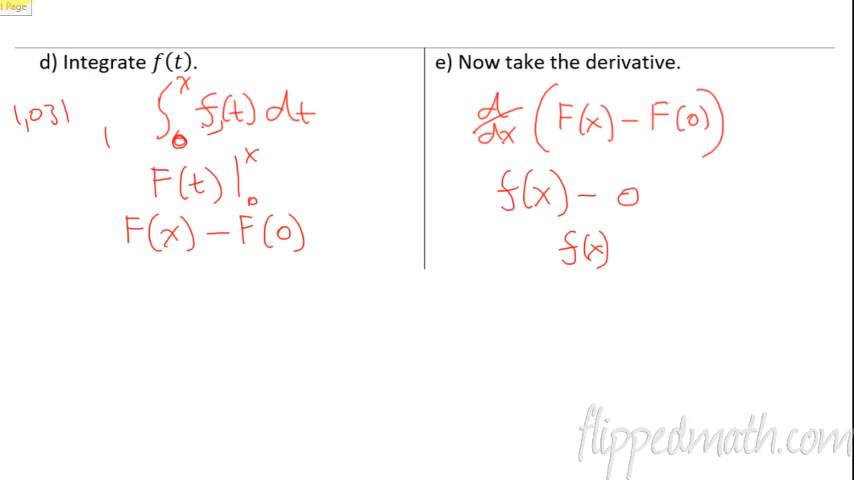 t Page
d) Integrate f(t).
1,031
∫₀ˣ f(t) dt
F(t) |₀ˣ
F(x) − F(0)
e) Now take the derivative.
d/dx (F(x) − F(0))
f(x) − 0
f(x)
flippedmath.com